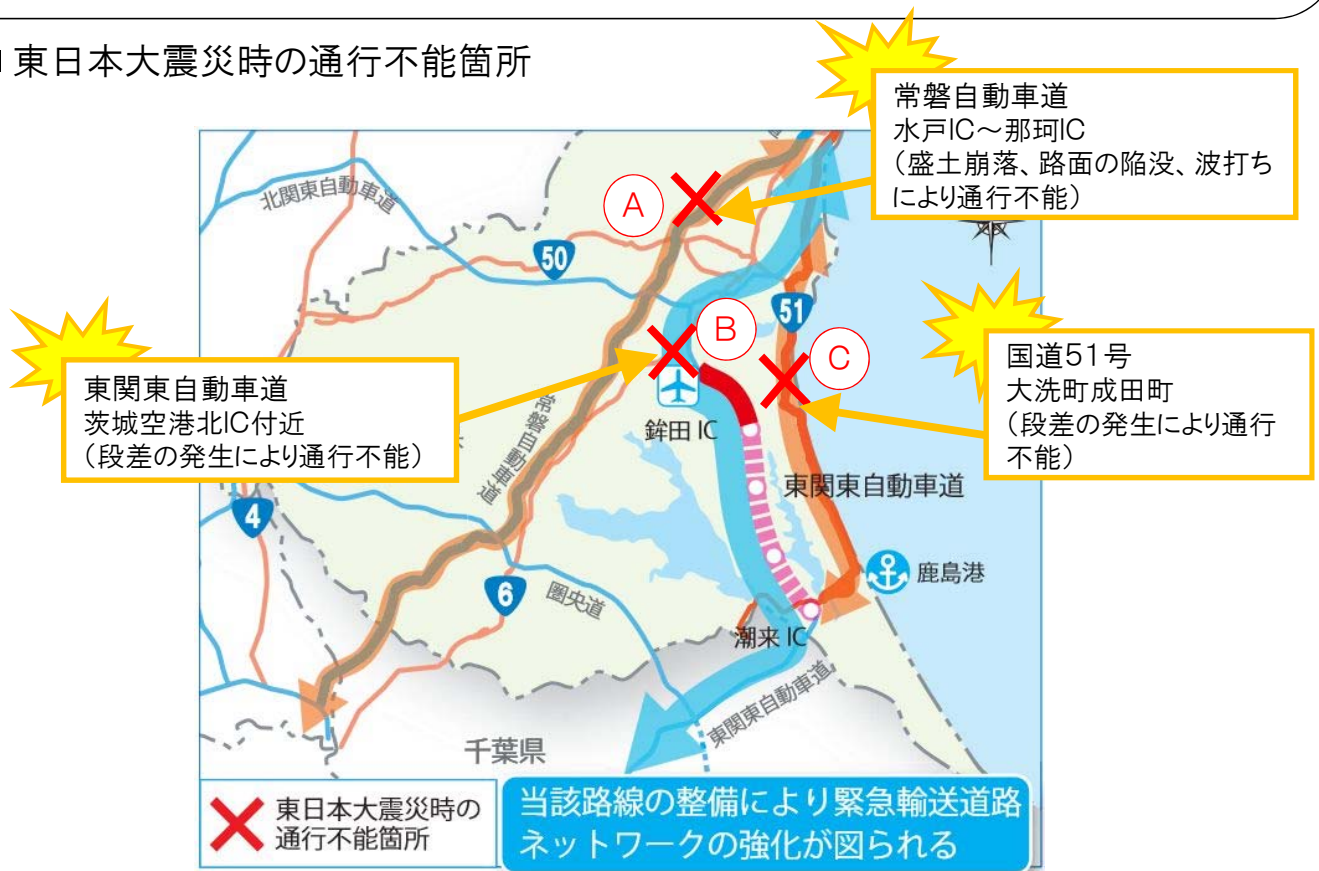 東日本大震災時の通行不能箇所
常磐自動車道
水戸IC～那珂IC
（盛土崩落、路面の陥没、波打ち
により通行不能）
北関東自動車道
A
50
51
B
C
東関東自動車道
茨城空港北IC付近
（段差の発生により通行不能）
国道51号
大洗町成田町
（段差の発生により通行
不能）
鉾田 IC
常磐自動車道
東関東自動車道
4
6
圏央道
鹿島港
潮来 IC
東関東自動車道
千葉県
東日本大震災時の
通行不能箇所
当該路線の整備により緊急輸送道路
ネットワークの強化が図られる